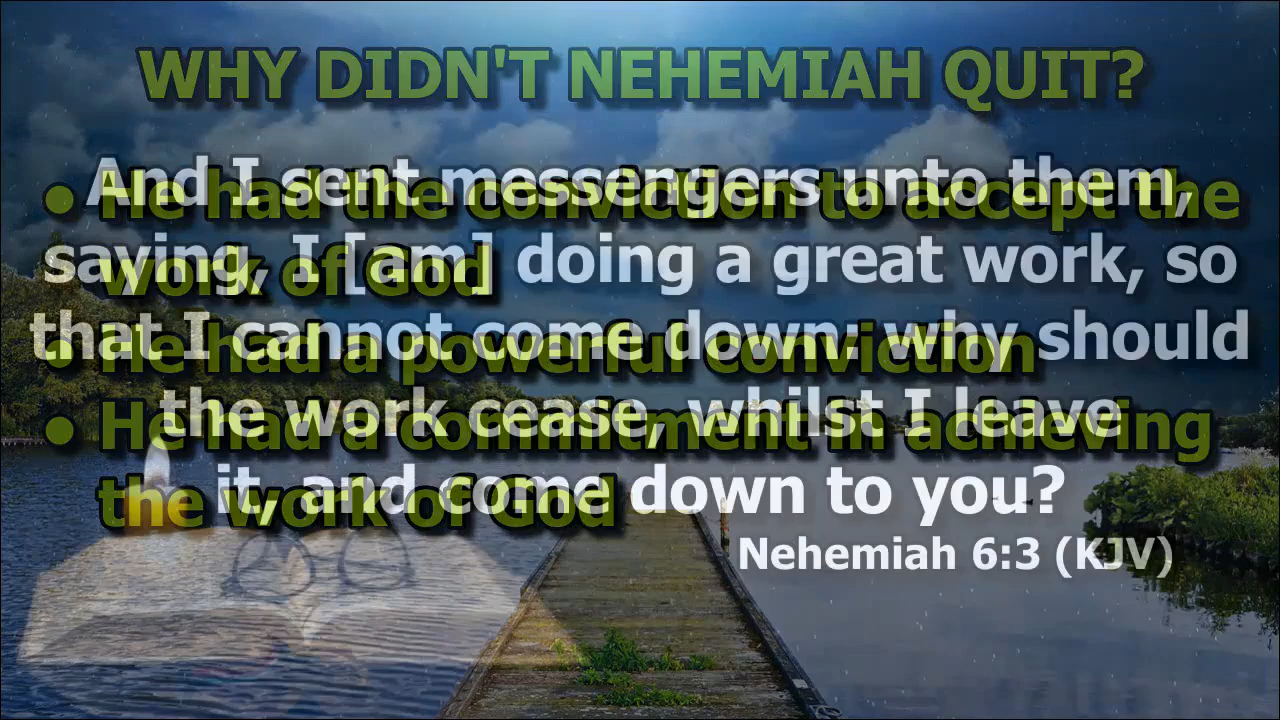 WHY DIDN'T NEHEMIAH QUIT?
• He had the conviction to accept the
work of God
• He had a powerful conviction
• He had a commitment in achieving
the work of God
And I sent messengers unto them,
saying, I [am] doing a great work, so
that I cannot come down: why should
the work cease, whilst I leave
it, and come down to you?
Nehemiah 6:3 (KJV)